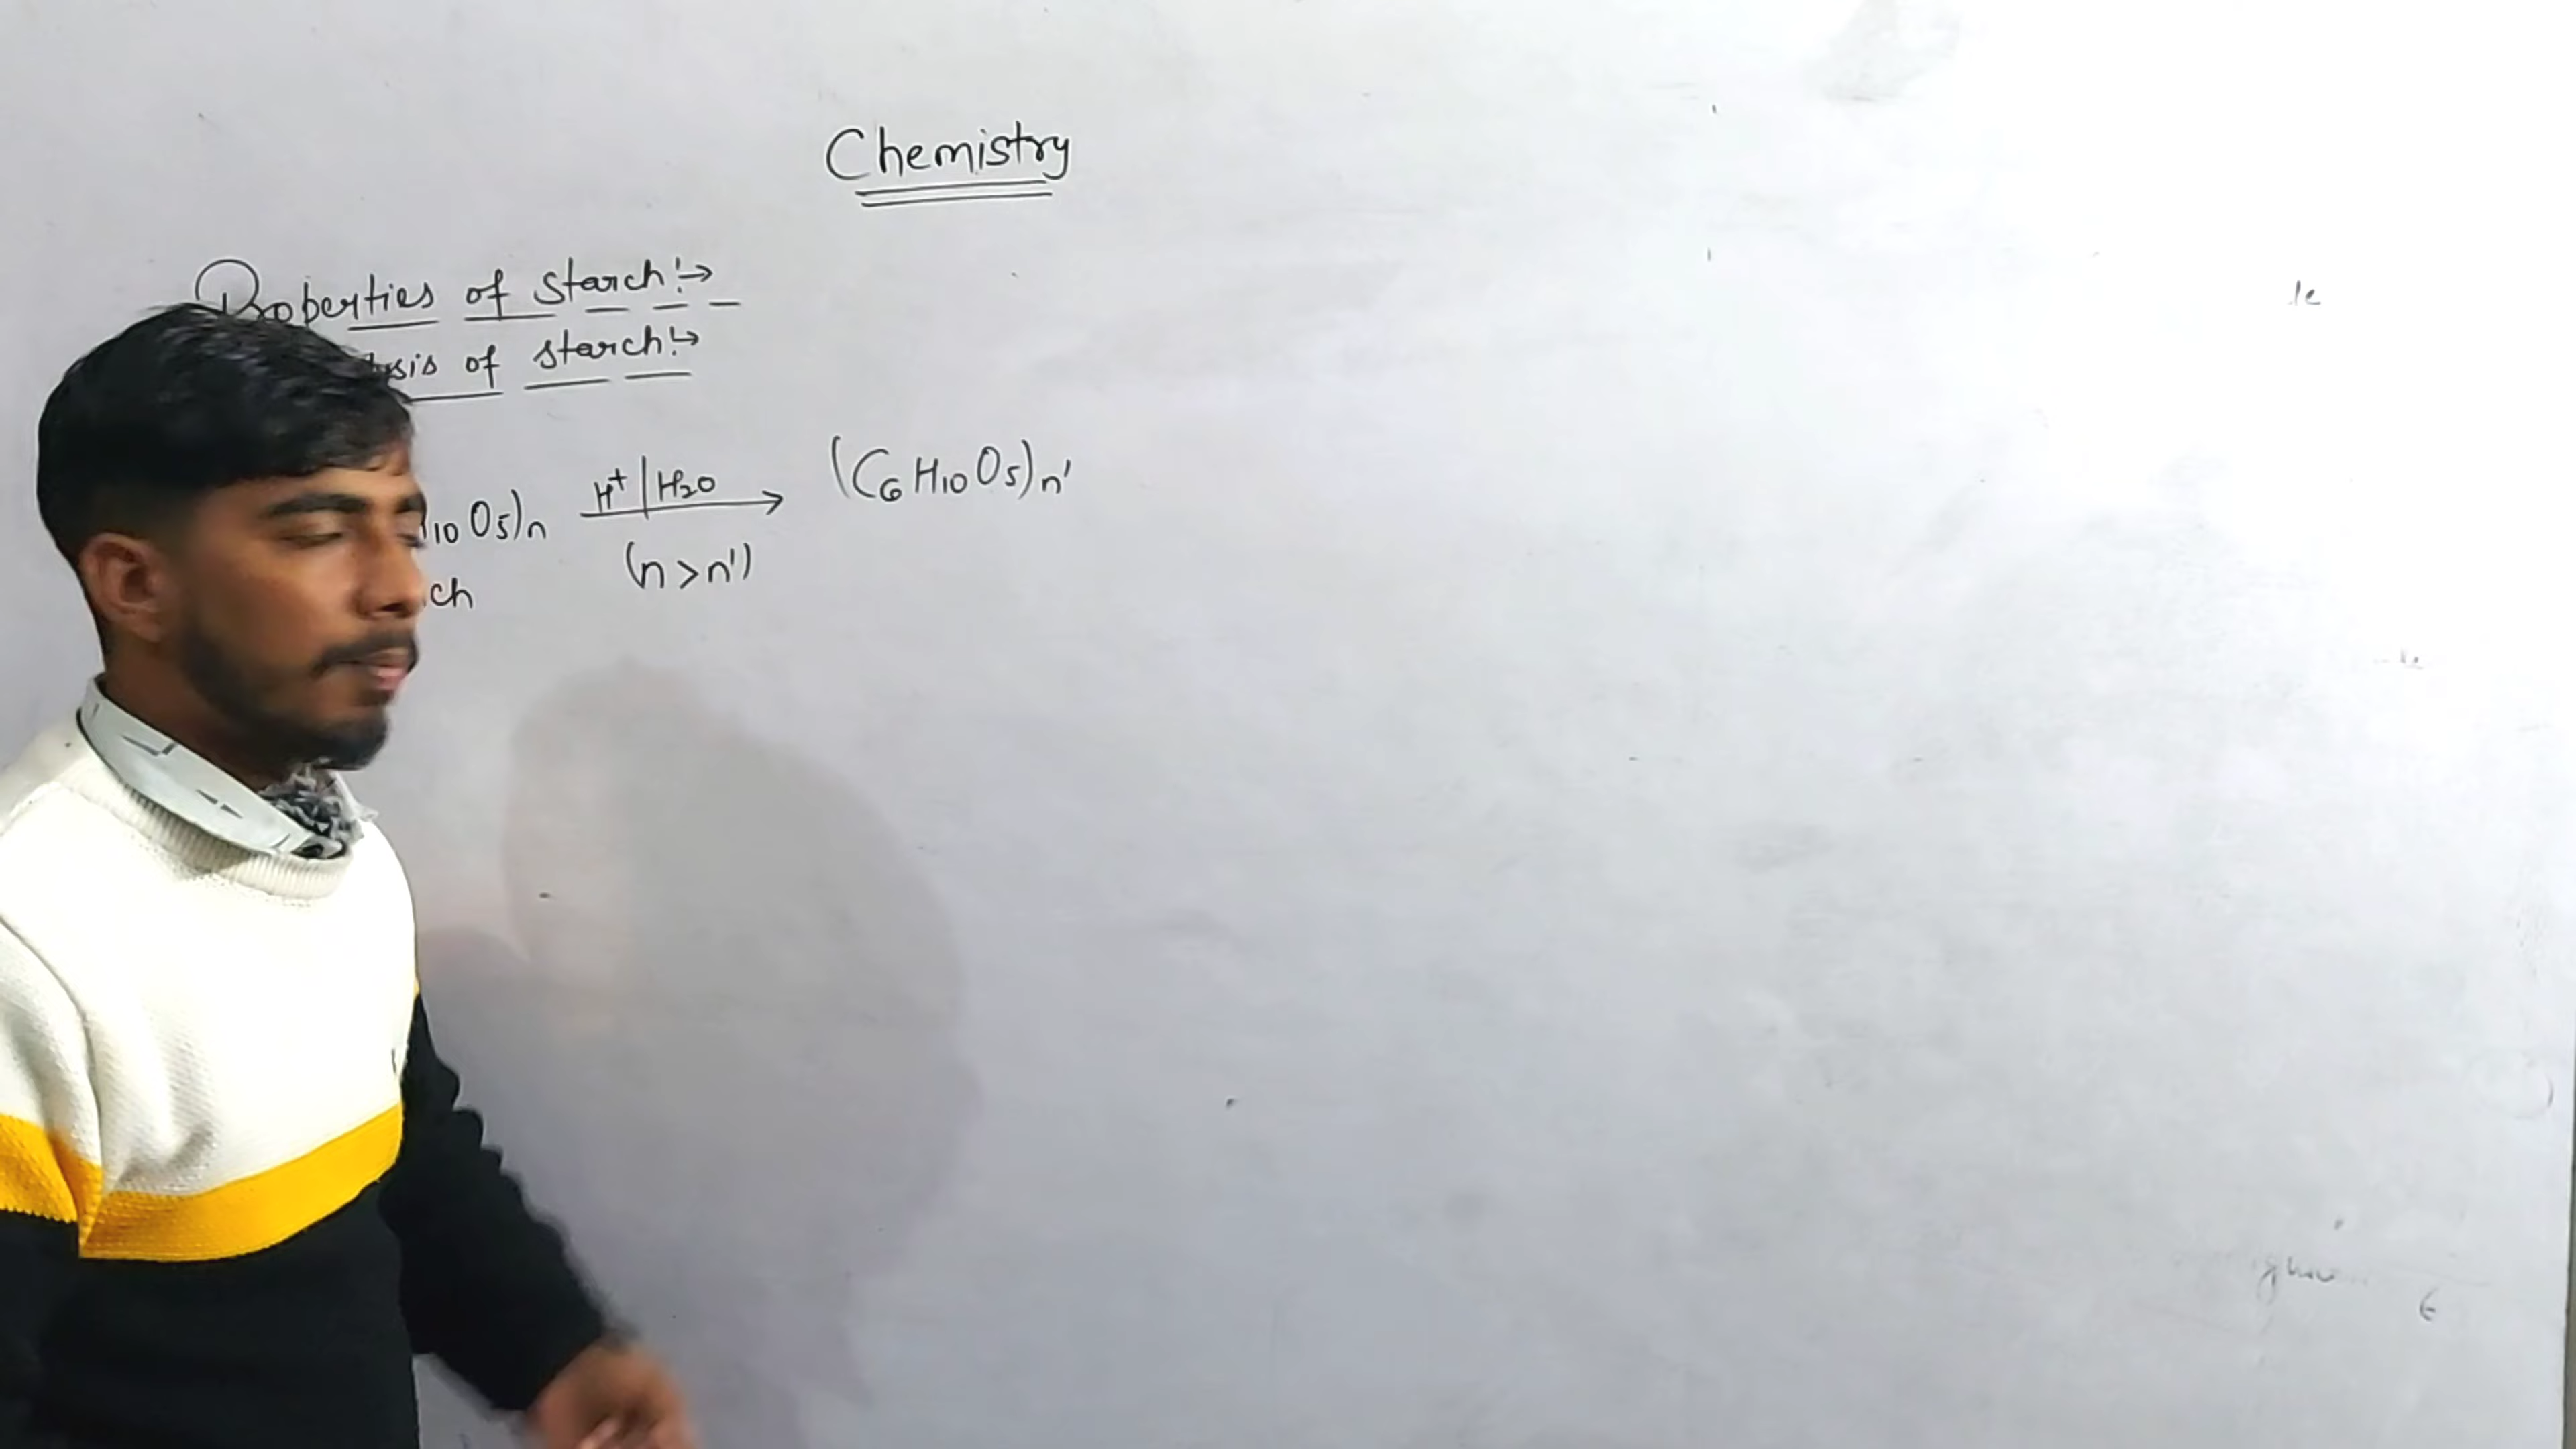 Chemistry
Properties of starch:→
sis of starch:→
10 O5)n H+ | H2O (C6 H10 O5)n'
(n > n')
ch